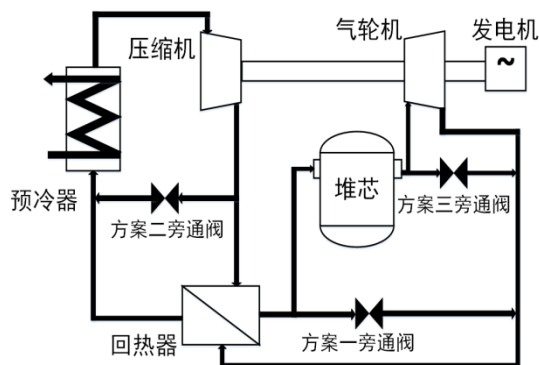 气轮机
发电机
压缩机
~
堆芯
预冷器
方案二旁通阀
方案三旁通阀
回热器
方案一旁通阀